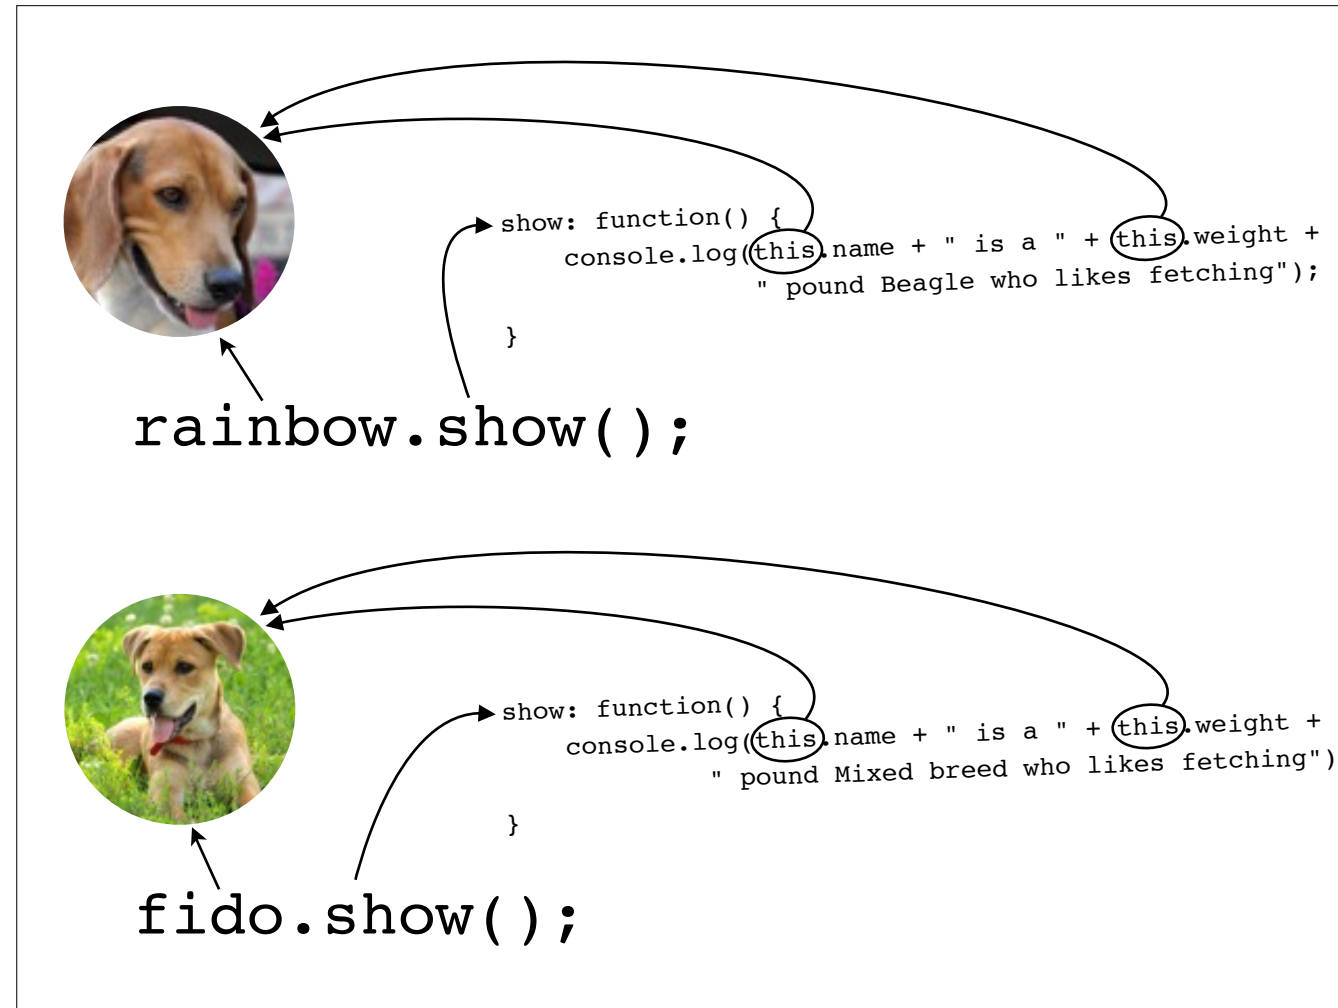 show: function() {
console.log(this.name + " is a " + this.weight +
" pound Beagle who likes fetching");
}
rainbow.show();
show: function() {
console.log(this.name + " is a " + this.weight +
" pound Mixed breed who likes fetching")
}
fido.show();